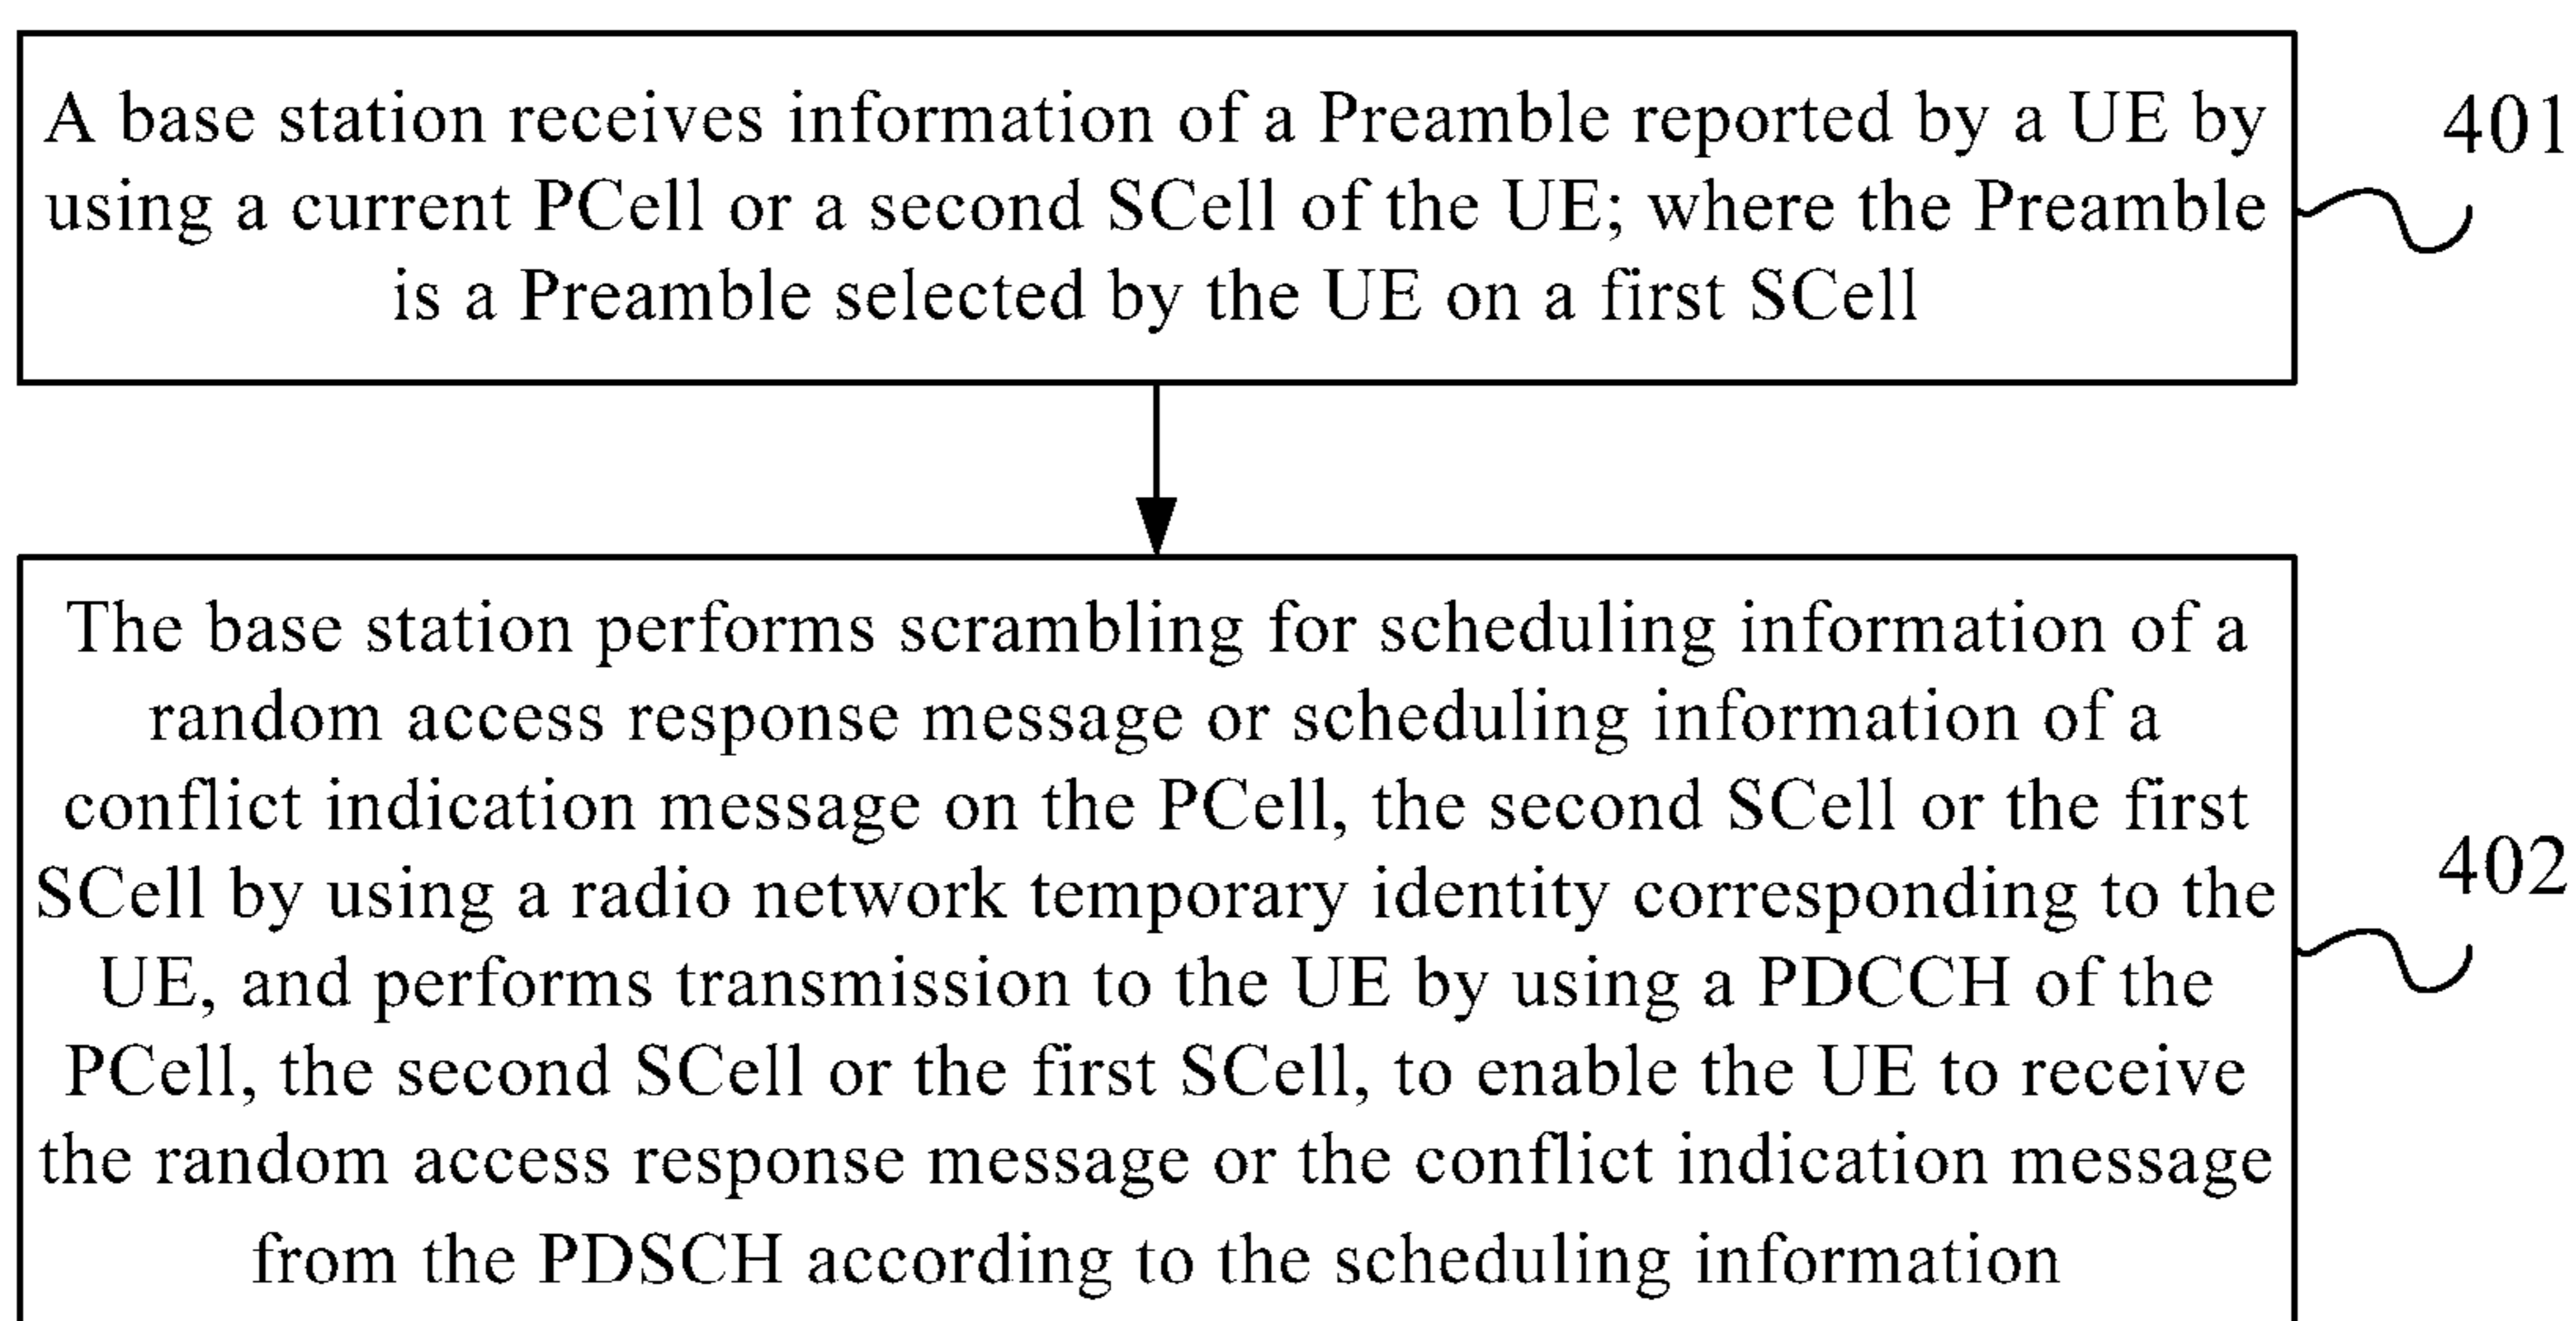 A base station receives information of a Preamble reported by a UE by
using a current PCell or a second SCell of the UE; where the Preamble
is a Preamble selected by the UE on a first SCell
401
The base station performs scrambling for scheduling information of a
random access response message or scheduling information of a
conflict indication message on the PCell, the second SCell or the first
SCell by using a radio network temporary identity corresponding to the
UE, and performs transmission to the UE by using a PDCCH of the
PCell, the second SCell or the first SCell, to enable the UE to receive
the random access response message or the conflict indication message
from the PDSCH according to the scheduling information
402